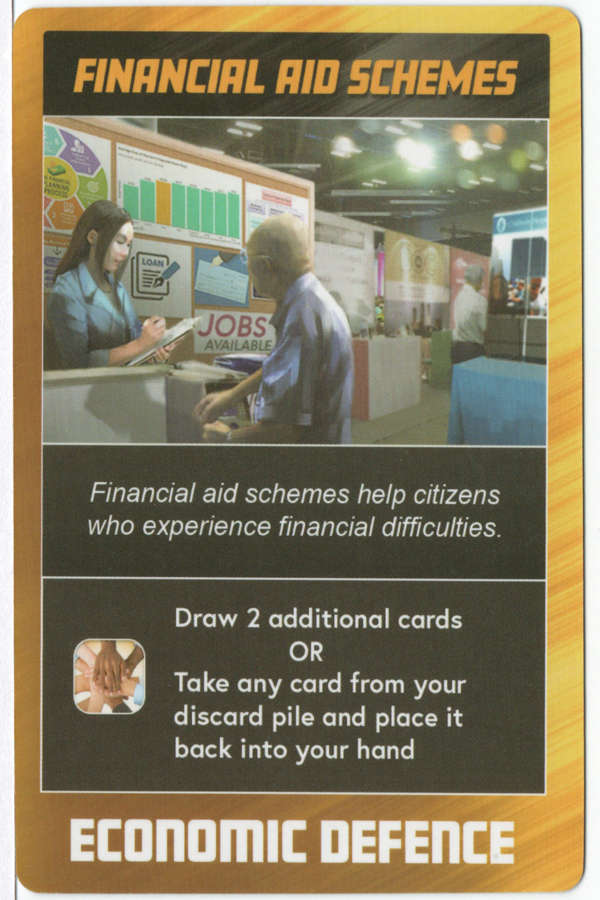 FINANCIAL AID SCHEMES
LOAN
JOBS
AVAILABLE
Financial aid schemes help citizens
who experience financial difficulties.
Draw 2 additional cards
OR
Take any card from your
discard pile and place it
back into your hand
ECONOMIC DEFENCE